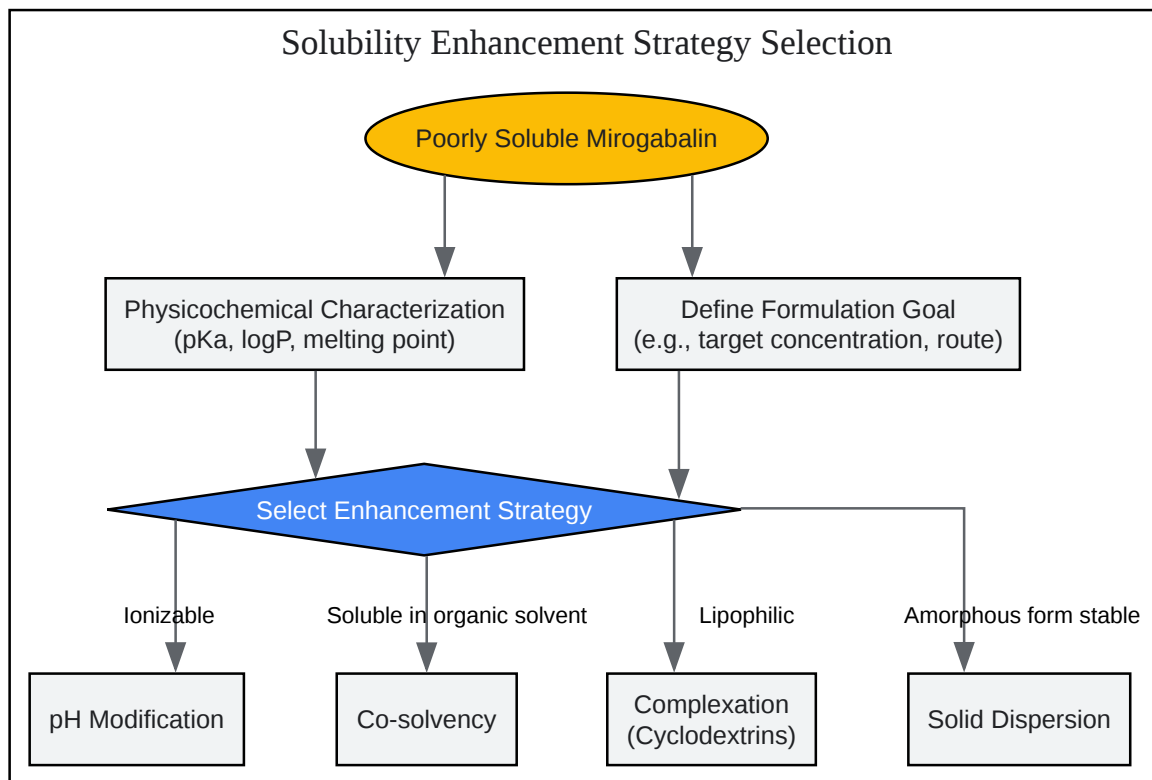 Solubility Enhancement Strategy Selection
Poorly Soluble Mirogabalin
Physicochemical Characterization
(pKa, logP, melting point)
Define Formulation Goal
(e.g., target concentration, route)
Select Enhancement Strategy
Ionizable
Soluble in organic solvent
Lipophilic
Amorphous form stable
pH Modification
Co-solvency
Complexation
(Cyclodextrins)
Solid Dispersion